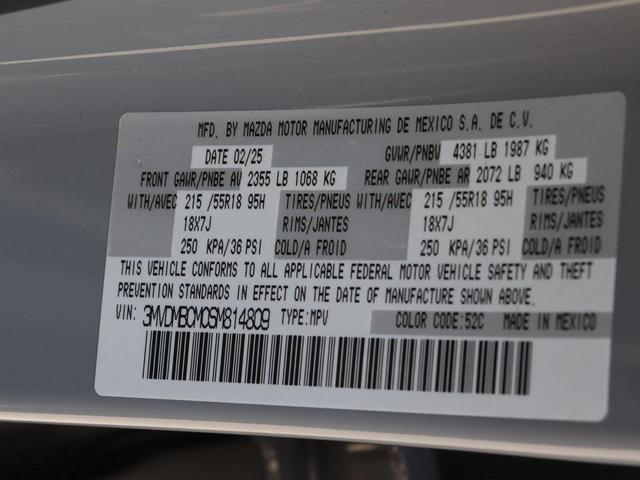 MFD. BY MAZDA MOTOR MANUFACTURING DE MEXICO S.A. DE C.V.
DATE 02/25 GVWR/PNBV 4381 LB 1987 KG
FRONT GAWR/PNBE AV 2355 LB 1068 KG REAR GAWR/PNBE AR 2072 LB 940 KG
WITH/AVEC 215 /55R18 95H TIRES/PNEUS WITH/AVEC 215 /55R18 95H TIRES/PNEUS
18X7J RIMS/JANTES 18X7J RIMS/JANTES
250 KPA/36 PSI COLD/A FROID 250 KPA/36 PSI COLD/A FROID
THIS VEHICLE CONFORMS TO ALL APPLICABLE FEDERAL MOTOR VEHICLE SAFETY AND THEFT
PREVENTION STANDARDS IN EFFECT ON THE DATE OF MANUFACTURE SHOWN ABOVE.
VIN: 3MVDMBCM0SM814809 TYPE:MPV COLOR CODE:52C MADE IN MEXICO